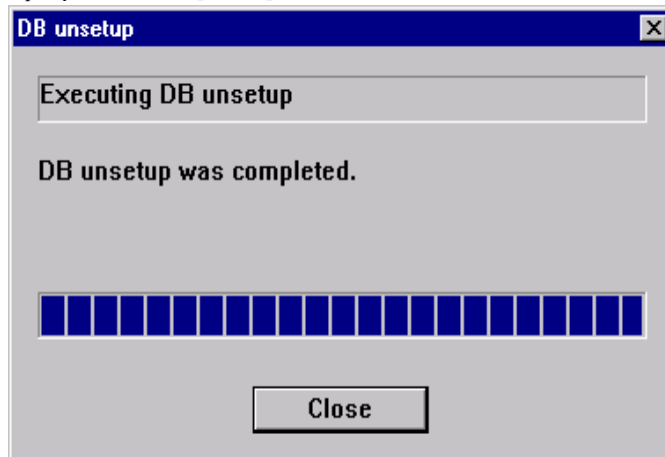 DB unsetup
Executing DB unsetup
DB unsetup was completed.
Close